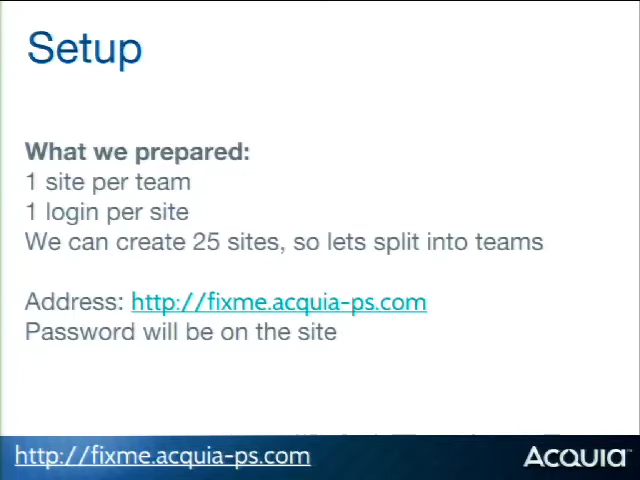 Setup
What we prepared:
1 site per team
1 login per site
We can create 25 sites, so lets split into teams
Address: http://fixme.acquia-ps.com
Password will be on the site
http://fixme.acquia-ps.com
ACQUIA